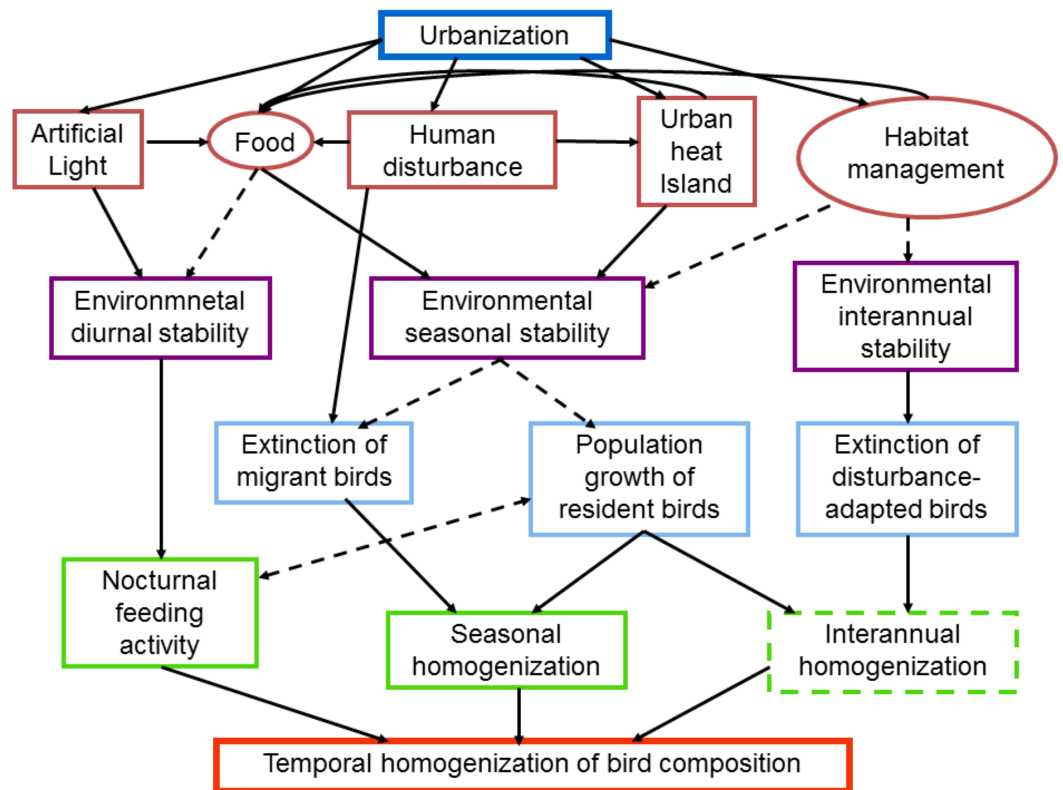 Urbanization
Artificial
Light
Food
Human
disturbance
Urban
heat
Island
Habitat
management
Environmnetal
diurnal stability
Environmental
seasonal stability
Environmental
interannual
stability
Extinction of
migrant birds
Population
growth of
resident birds
Extinction of
disturbance-
adapted birds
Nocturnal
feeding
activity
Seasonal
homogenization
Interannual
homogenization
Temporal homogenization of bird composition